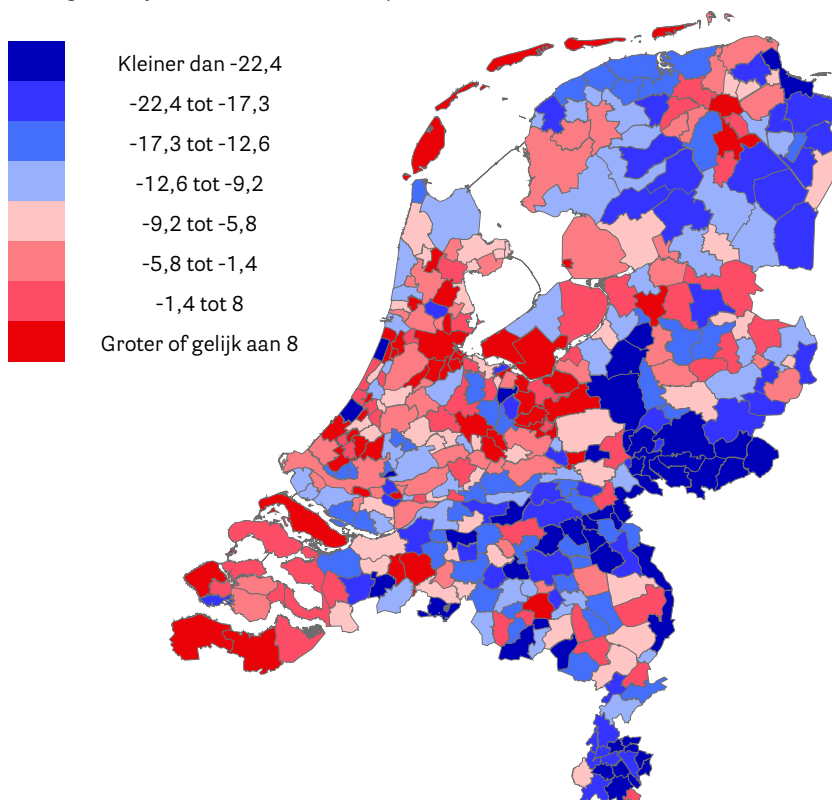 Kleiner dan -22,4
-22,4 tot -17,3
-17,3 tot -12,6
-12,6 tot -9,2
-9,2 tot -5,8
-5,8 tot -1,4
-1,4 tot 8
Groter of gelijk aan 8